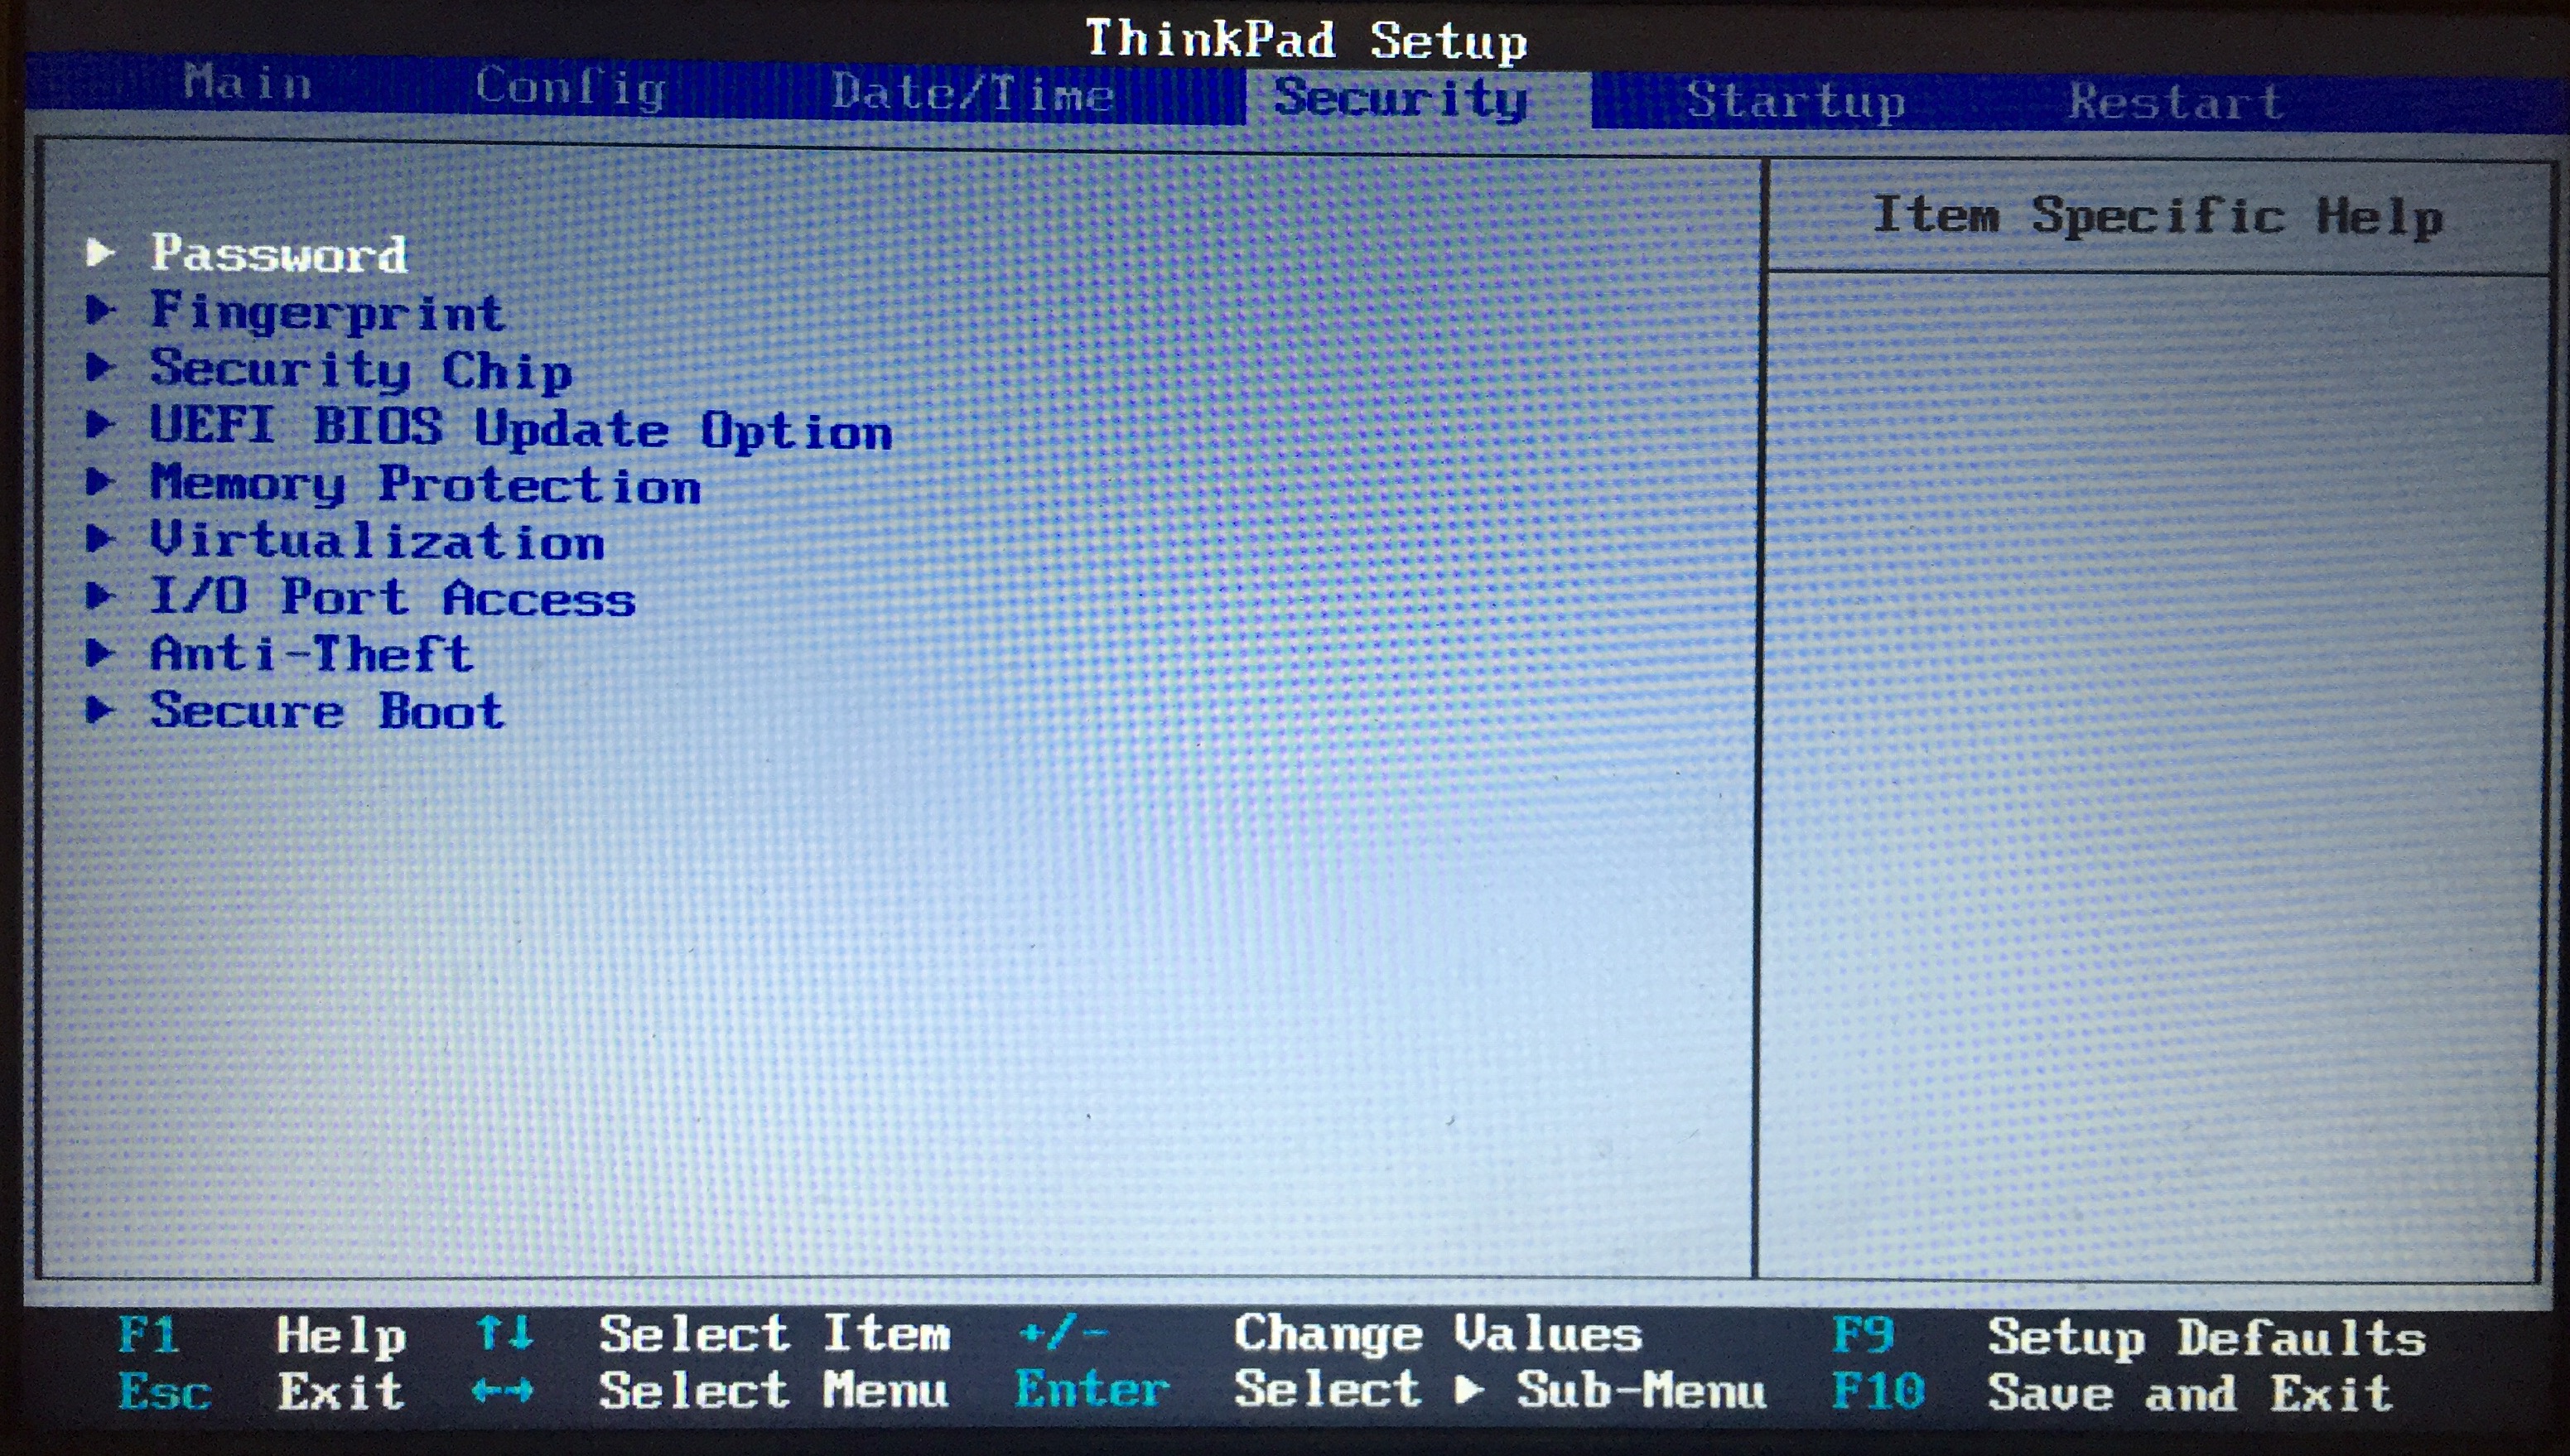 ThinkPad Setup
Main Config Date/Time Security Startup Restart
Item Specific Help
▶ Password
▶ Fingerprint
▶ Security Chip
▶ UEFI BIOS Update Option
▶ Memory Protection
▶ Virtualization
▶ I/O Port Access
▶ Anti-Theft
▶ Secure Boot
F1 Help ↑↓ Select Item +/- Change Values F9 Setup Defaults
Esc Exit ←→ Select Menu Enter Select ▶ Sub-Menu F10 Save and Exit